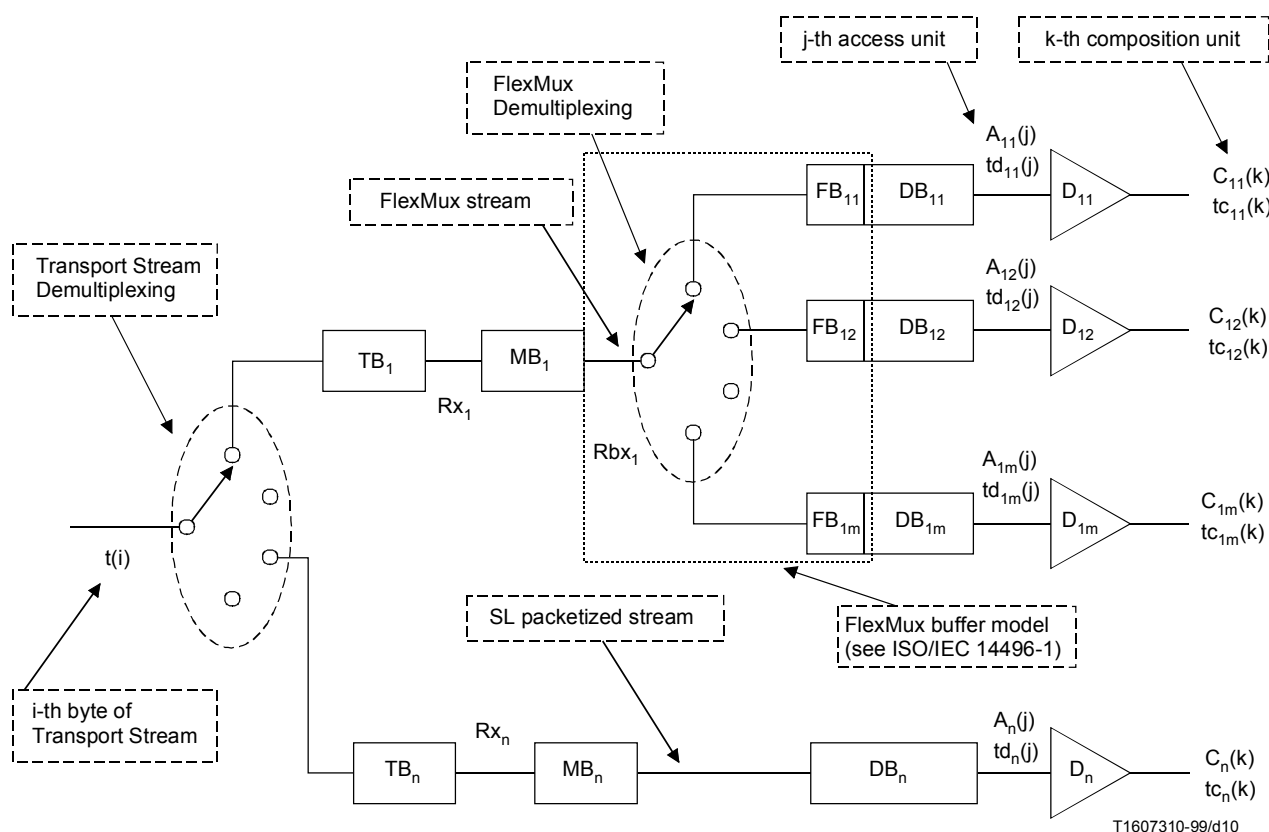 j-th access unit
k-th composition unit
FlexMux
Demultiplexing
FlexMux stream
Transport Stream
Demultiplexing
A11(j)
td11(j)
FB11
DB11
D11
C11(k)
tc11(k)
A12(j)
td12(j)
FB12
DB12
D12
C12(k)
tc12(k)
TB1
Rx1
MB1
Rbx1
A1m(j)
td1m(j)
FB1m
DB1m
D1m
C1m(k)
tc1m(k)
t(i)
SL packetized stream
FlexMux buffer model
(see ISO/IEC 14496-1)
i-th byte of
Transport Stream
TBn
Rxn
MBn
DBn
An(j)
tdn(j)
Dn
Cn(k)
tcn(k)
T1607310-99/d10